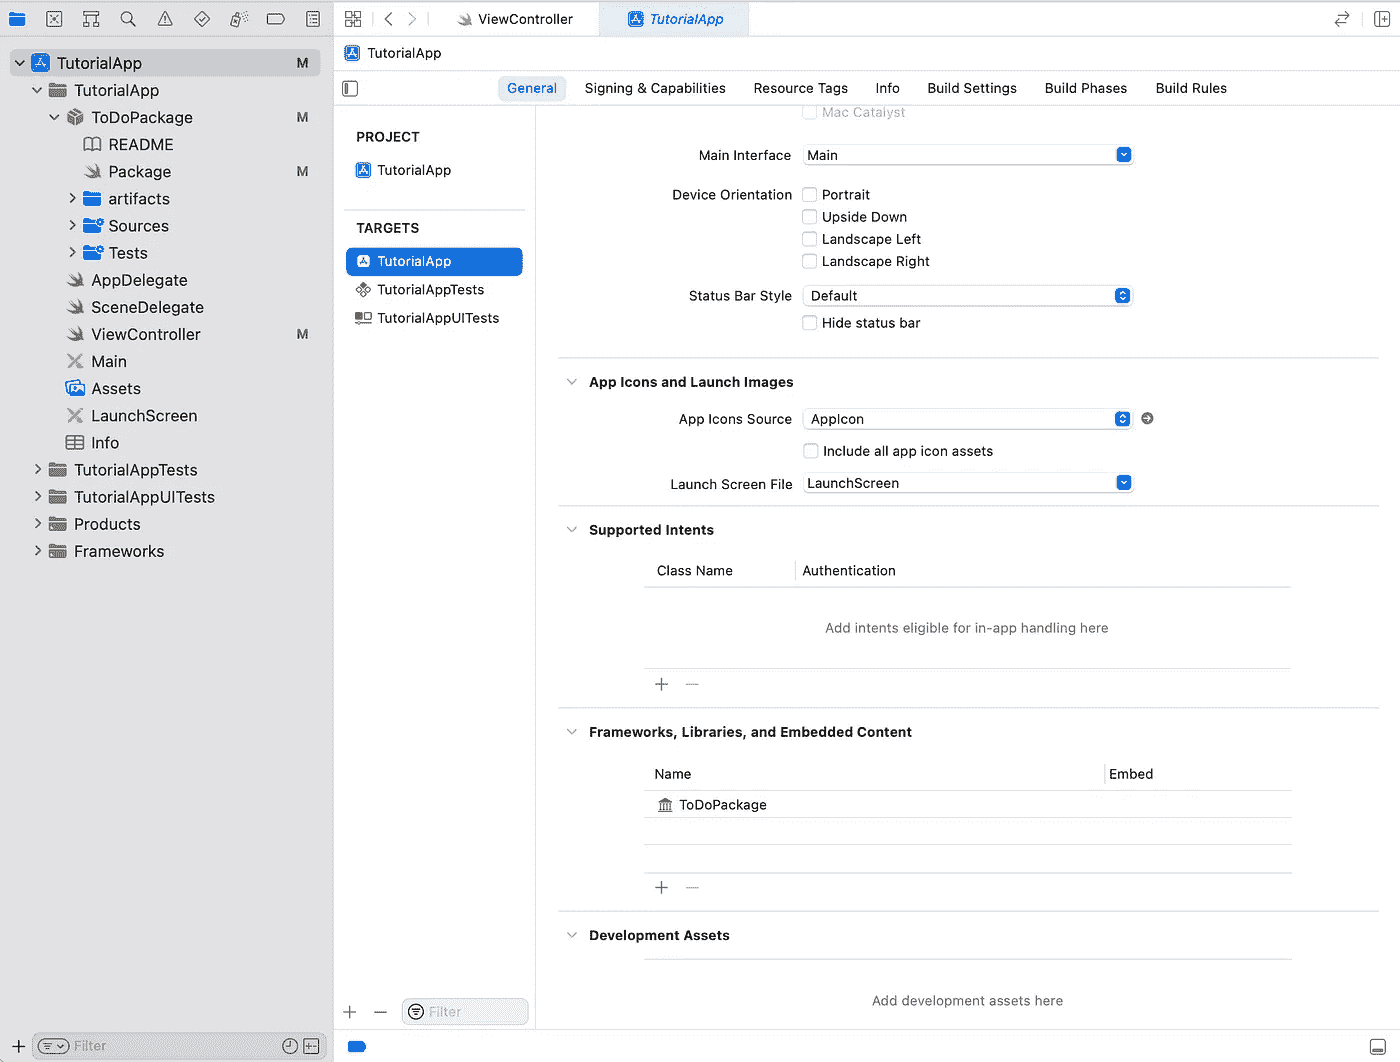 ViewController
TutorialApp
TutorialApp M
TutorialApp
ToDoPackage M
README
Package M
artifacts
Sources
Tests
AppDelegate
SceneDelegate
ViewController M
Main
Assets
LaunchScreen
Info
TutorialAppTests
TutorialAppUITests
Products
Frameworks
Filter
TutorialApp
General Signing & Capabilities Resource Tags Info Build Settings Build Phases Build Rules
PROJECT
TutorialApp
TARGETS
TutorialApp
TutorialAppTests
TutorialAppUITests
Filter
Mac Catalyst
Main Interface Main
Device Orientation Portrait
Upside Down
Landscape Left
Landscape Right
Status Bar Style Default
Hide status bar
App Icons and Launch Images
App Icons Source AppIcon
Include all app icon assets
Launch Screen File LaunchScreen
Supported Intents
Class Name Authentication
Add intents eligible for in-app handling here
Frameworks, Libraries, and Embedded Content
Name Embed
ToDoPackage
Development Assets
Add development assets here